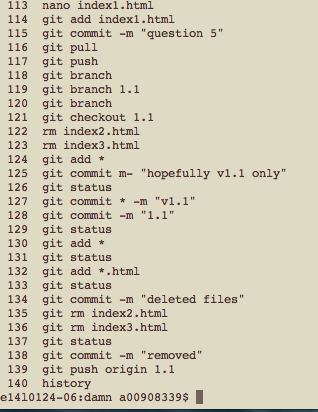 113 nano index1.html
114 git add index1.html
115 git commit -m "question 5"
116 git pull
117 git push
118 git branch
119 git branch 1.1
120 git branch
121 git checkout 1.1
122 rm index2.html
123 rm index3.html
124 git add *
125 git commit m- "hopefully v1.1 only"
126 git status
127 git commit * -m "v1.1"
128 git commit -m "1.1"
129 git status
130 git add *
131 git status
132 git add *.html
133 git status
134 git commit -m "deleted files"
135 git rm index2.html
136 git rm index3.html
137 git status
138 git commit -m "removed"
139 git push origin 1.1
140 history
e14l0124-06:damn a00908339$